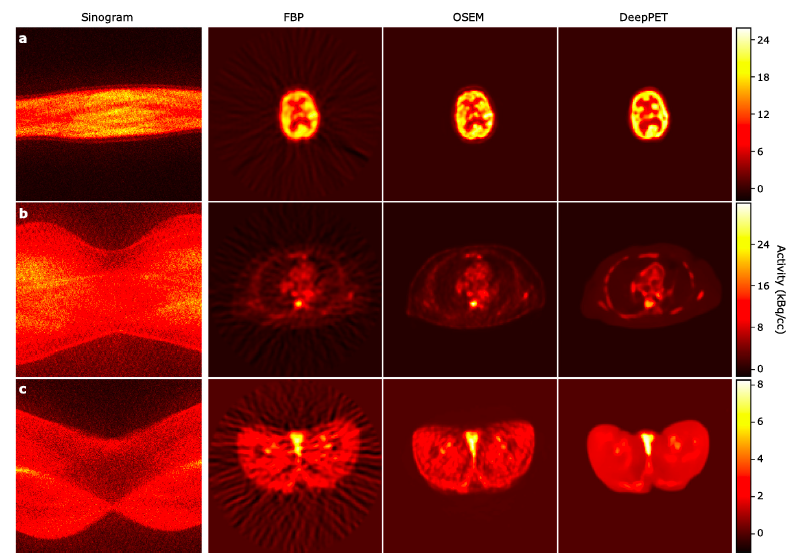 Sinogram FBP OSEM DeepPET
a
24
18
12
6
0
b
24
16
8
0
Activity (kBq/cc)
c
8
6
4
2
0